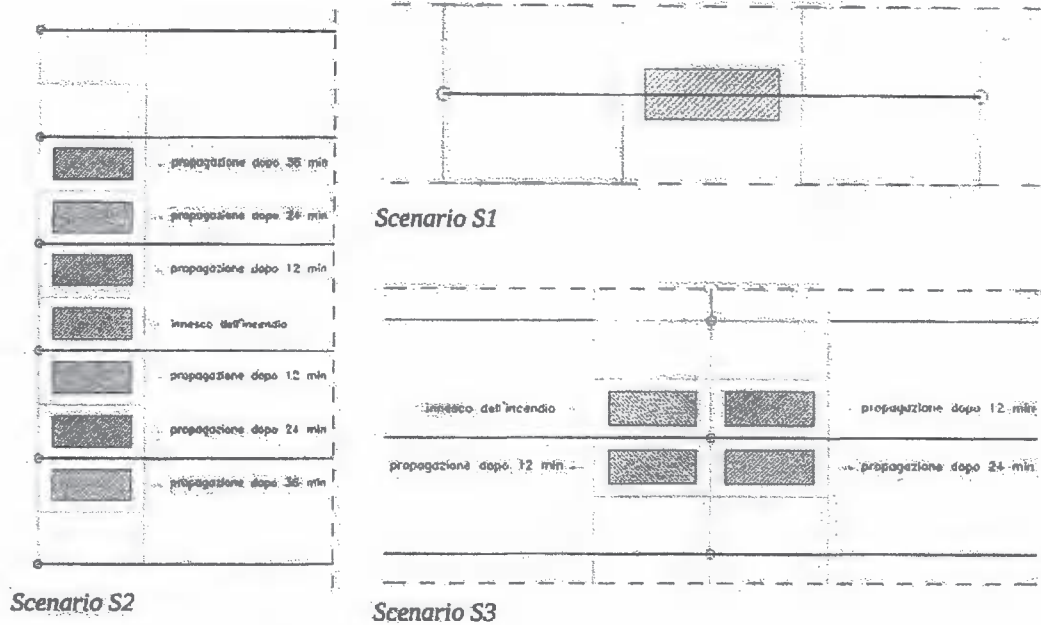 propagazione dopo 36 min
propagazione dopo 24 min
propagazione dopo 12 min
innesco dell'incendio
propagazione dopo 12 min
propagazione dopo 24 min
propagazione dopo 36 min
Scenario S2
Scenario S1
innesco dell'incendio
propagazione dopo 12 min
propagazione dopo 12 min
propagazione dopo 24 min
Scenario S3